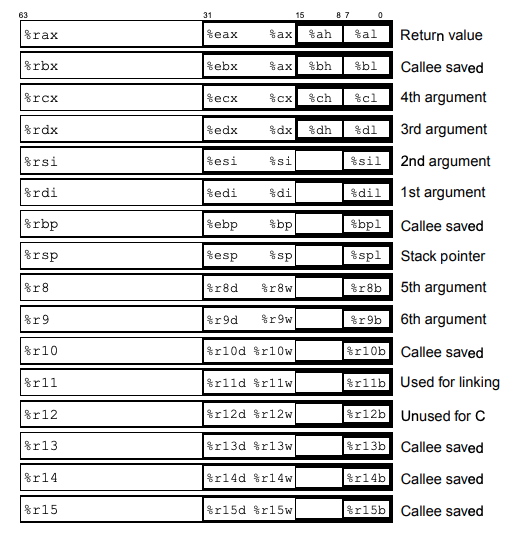 63 31 15 8 7 0
%rax %eax %ax %ah %al Return value
%rbx %ebx %ax %bh %bl Callee saved
%rcx %ecx %cx %ch %cl 4th argument
%rdx %edx %dx %dh %dl 3rd argument
%rsi %esi %si %sil 2nd argument
%rdi %edi %di %dil 1st argument
%rbp %ebp %bp %bpl Callee saved
%rsp %esp %sp %spl Stack pointer
%r8 %r8d %r8w %r8b 5th argument
%r9 %r9d %r9w %r9b 6th argument
%r10 %r10d %r10w %r10b Callee saved
%r11 %r11d %r11w %r11b Used for linking
%r12 %r12d %r12w %r12b Unused for C
%r13 %r13d %r13w %r13b Callee saved
%r14 %r14d %r14w %r14b Callee saved
%r15 %r15d %r15w %r15b Callee saved